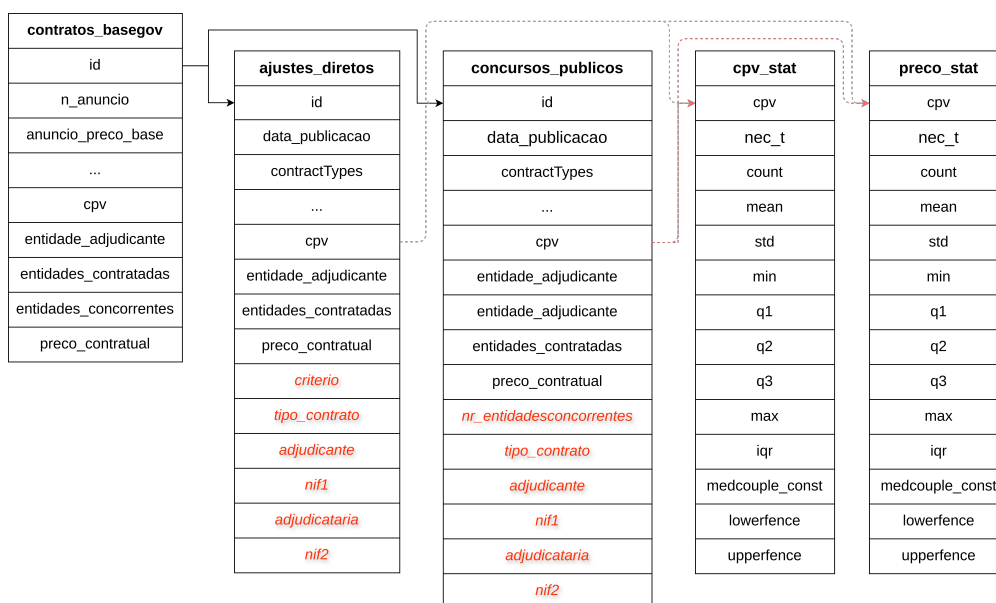 contratos_basegov
id
n_anuncio
anuncio_preco_base
...
cpv
entidade_adjudicante
entidades_contratadas
entidades_concorrentes
preco_contratual
ajustes_diretos
id
data_publicacao
contractTypes
...
cpv
entidade_adjudicante
entidades_contratadas
preco_contratual
criterio
tipo_contrato
adjudicante
nif1
adjudicataria
nif2
concursos_publicos
id
data_publicacao
contractTypes
...
cpv
entidade_adjudicante
entidade_adjudicante
entidades_contratadas
preco_contratual
nr_entidadesconcorrentes
tipo_contrato
adjudicante
nif1
adjudicataria
nif2
cpv_stat
cpv
nec_t
count
mean
std
min
q1
q2
q3
max
iqr
medcouple_const
lowerfence
upperfence
preco_stat
cpv
nec_t
count
mean
std
min
q1
q2
q3
max
iqr
medcouple_const
lowerfence
upperfence